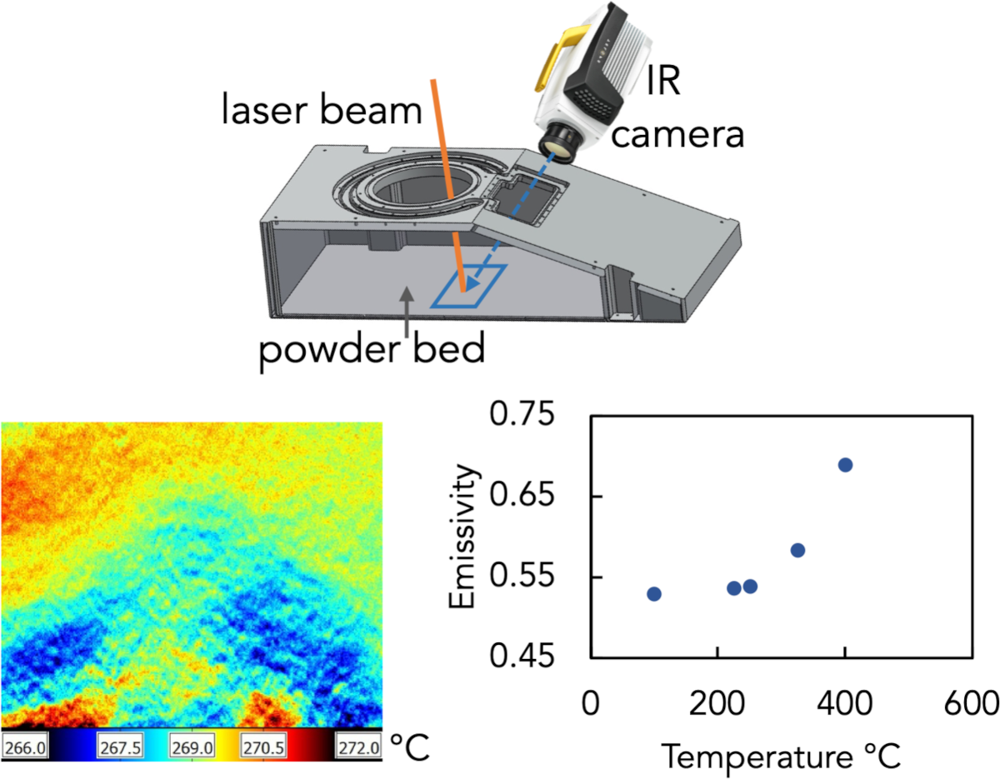 IR
laser beam
camera
powder bed
266.0 267.5 269.0 270.5 272.0 °C
0.75
0.65
0.55
0.45
Emissivity
0 200 400 600
Temperature °C